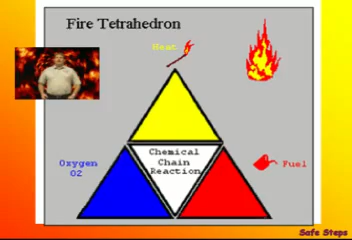 Fire Tetrahedron
Heat
Chemical
Chain
Reaction
Oxygen
O2
Fuel
Safe Steps